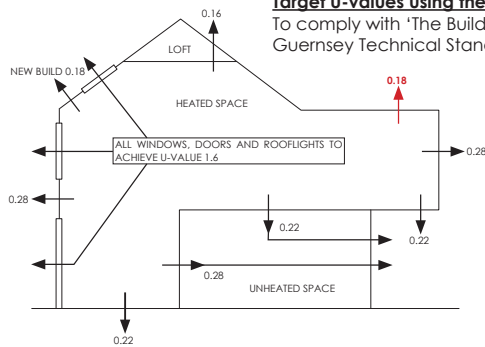 Target U-Values using the
To comply with 'The Build
Guernsey Technical Stand
0.16
LOFT
NEW BUILD 0.18
0.18
HEATED SPACE
ALL WINDOWS, DOORS AND ROOFLIGHTS TO
ACHIEVE U-VALUE 1.6
0.28
0.28
0.22
0.22
0.28
UNHEATED SPACE
0.22